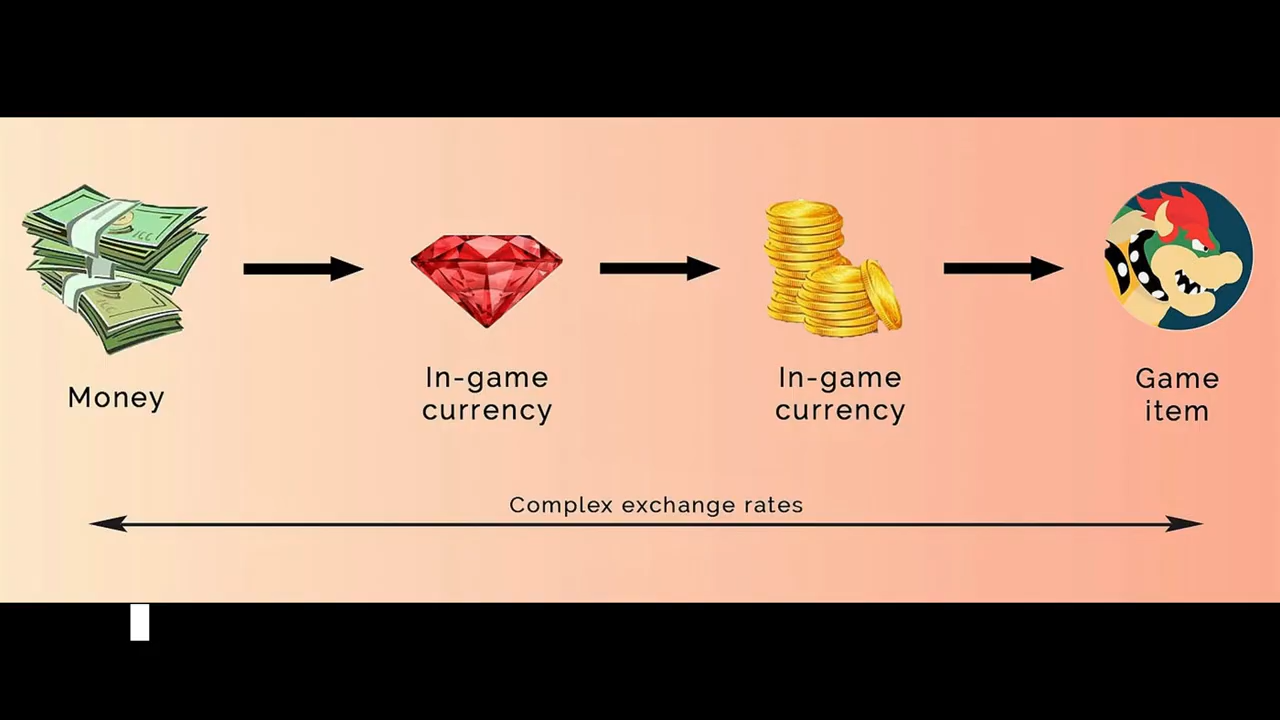 Money
In-game
currency
In-game
currency
Game
item
Complex exchange rates